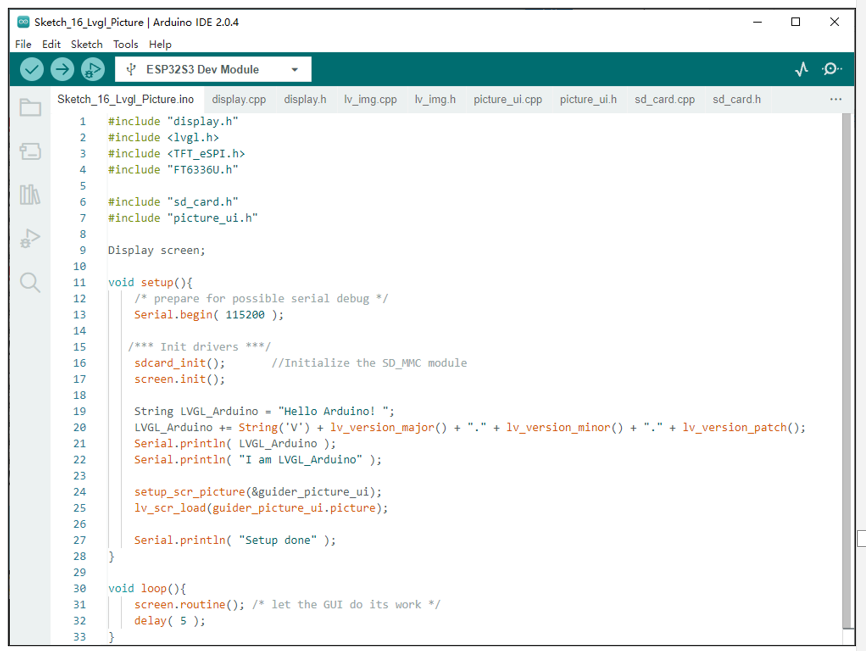 Sketch_16_Lvgl_Picture | Arduino IDE 2.0.4
File Edit Sketch Tools Help
ESP32S3 Dev Module
Sketch_16_Lvgl_Picture.ino display.cpp display.h lv_img.cpp lv_img.h picture_ui.cpp picture_ui.h sd_card.cpp sd_card.h ...
1 #include "display.h"
2 #include <lvgl.h>
3 #include <TFT_eSPI.h>
4 #include "FT6336U.h"
5
6 #include "sd_card.h"
7 #include "picture_ui.h"
8
9 Display screen;
10
11 void setup(){
12 /* prepare for possible serial debug */
13 Serial.begin( 115200 );
14
15 /*** Init drivers ***/
16 sdcard_init(); //Initialize the SD_MMC module
17 screen.init();
18
19 String LVGL_Arduino = "Hello Arduino! ";
20 LVGL_Arduino += String('V') + lv_version_major() + "." + lv_version_minor() + "." + lv_version_patch();
21 Serial.println( LVGL_Arduino );
22 Serial.println( "I am LVGL_Arduino" );
23
24 setup_scr_picture(&guider_picture_ui);
25 lv_scr_load(guider_picture_ui.picture);
26
27 Serial.println( "Setup done" );
28 }
29
30 void loop(){
31 screen.routine(); /* let the GUI do its work */
32 delay( 5 );
33 }